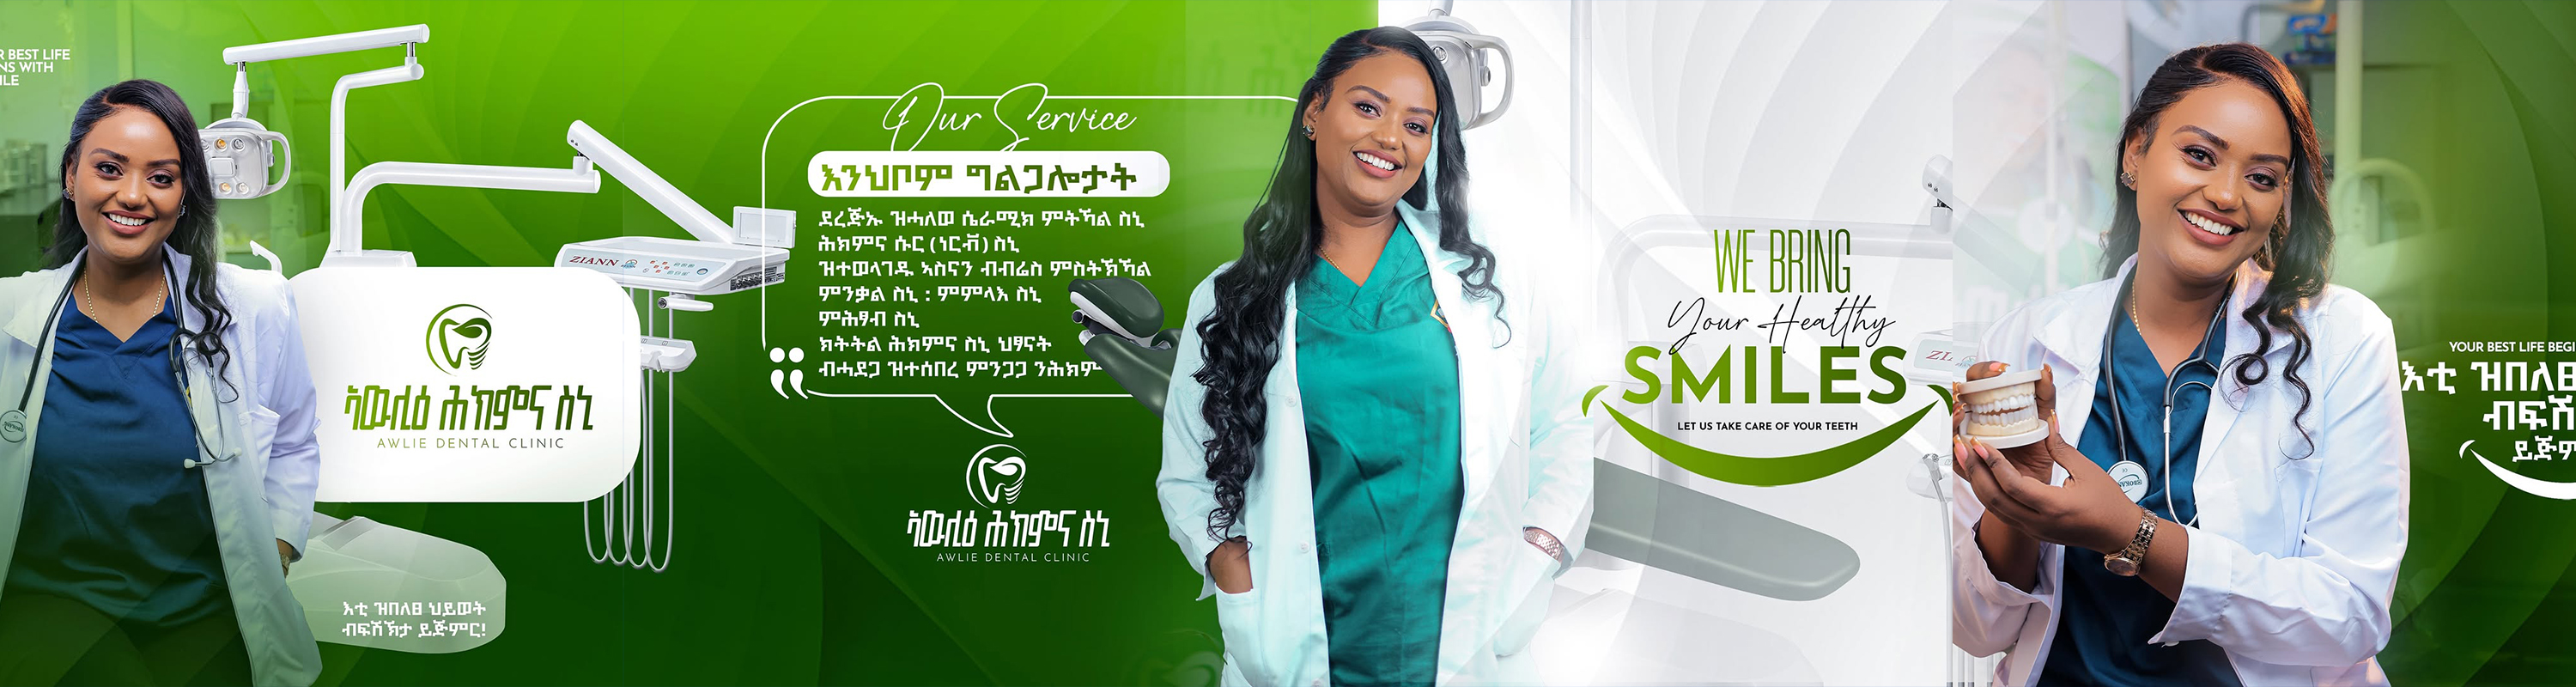 R BEST LIFE
NS WITH
ILE
ZIANN
ኣውሊዕ ሕክምና ስኒ
AWLIE DENTAL CLINIC
እቲ ዝበለፀ ህይወት
ብፍሽኽታ ይጅምር!
Our Service
እንህቦም ግልጋሎታት
ደረጅኡ ዝሓለወ ሴራሚክ ምትኻል ስኒ
ሕክምና ሱር (ነርቭ) ስኒ
ዝተወላገዱ ኣስናን ብብሬስ ምስትኽኻል
ምንቃል ስኒ : ምምላእ ስኒ
ምሕፃብ ስኒ
ክትትል ሕክምና ስኒ ህፃናት
ብሓደጋ ዝተሰበረ ምንጋጋ ንሕክም
ኣውሊዕ ሕክምና ስኒ
AWLIE DENTAL CLINIC
WE BRING
Your Healthy
SMILES
LET US TAKE CARE OF YOUR TEETH
ZI
YOUR BEST LIFE BEGI
እቲ ዝበለፀ
ብፍሽ
ይጅም